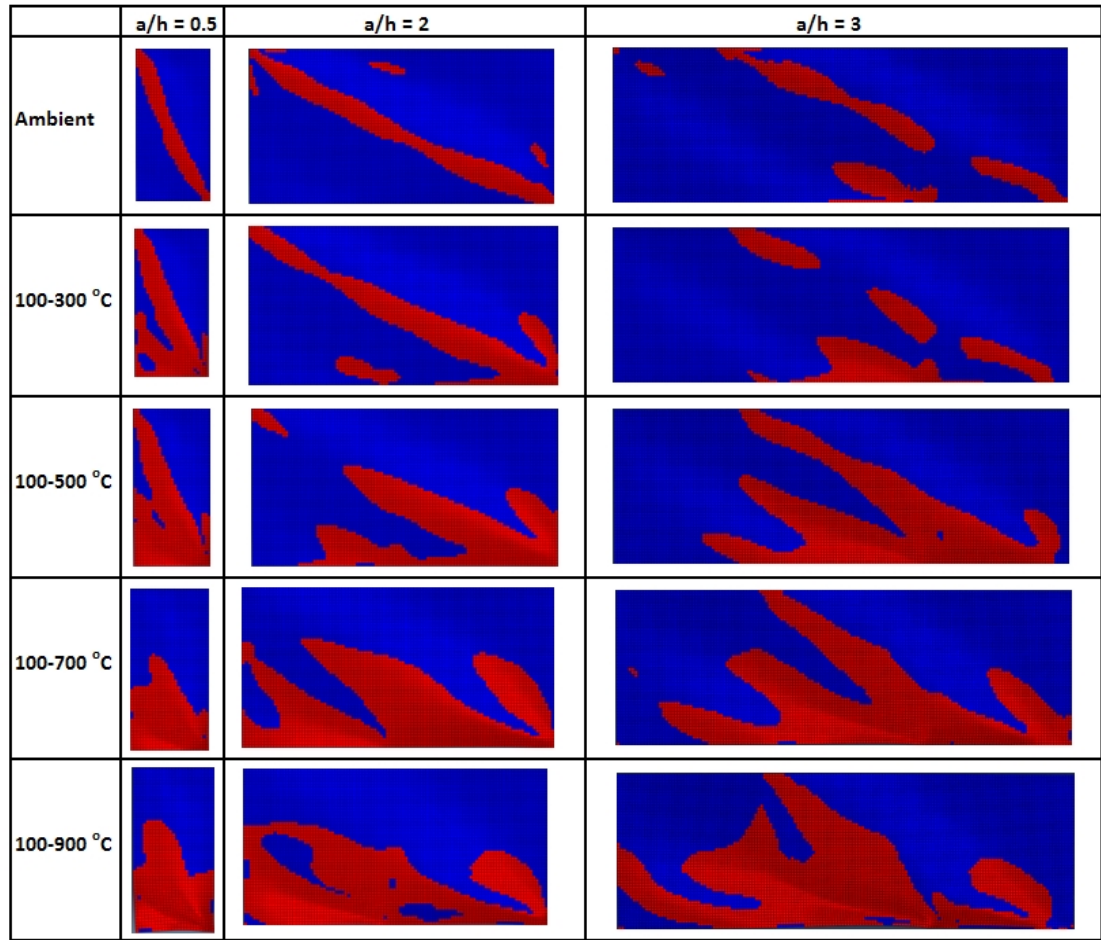 a/h = 0.5 a/h = 2 a/h = 3
Ambient
100-300 °C
100-500 °C
100-700 °C
100-900 °C